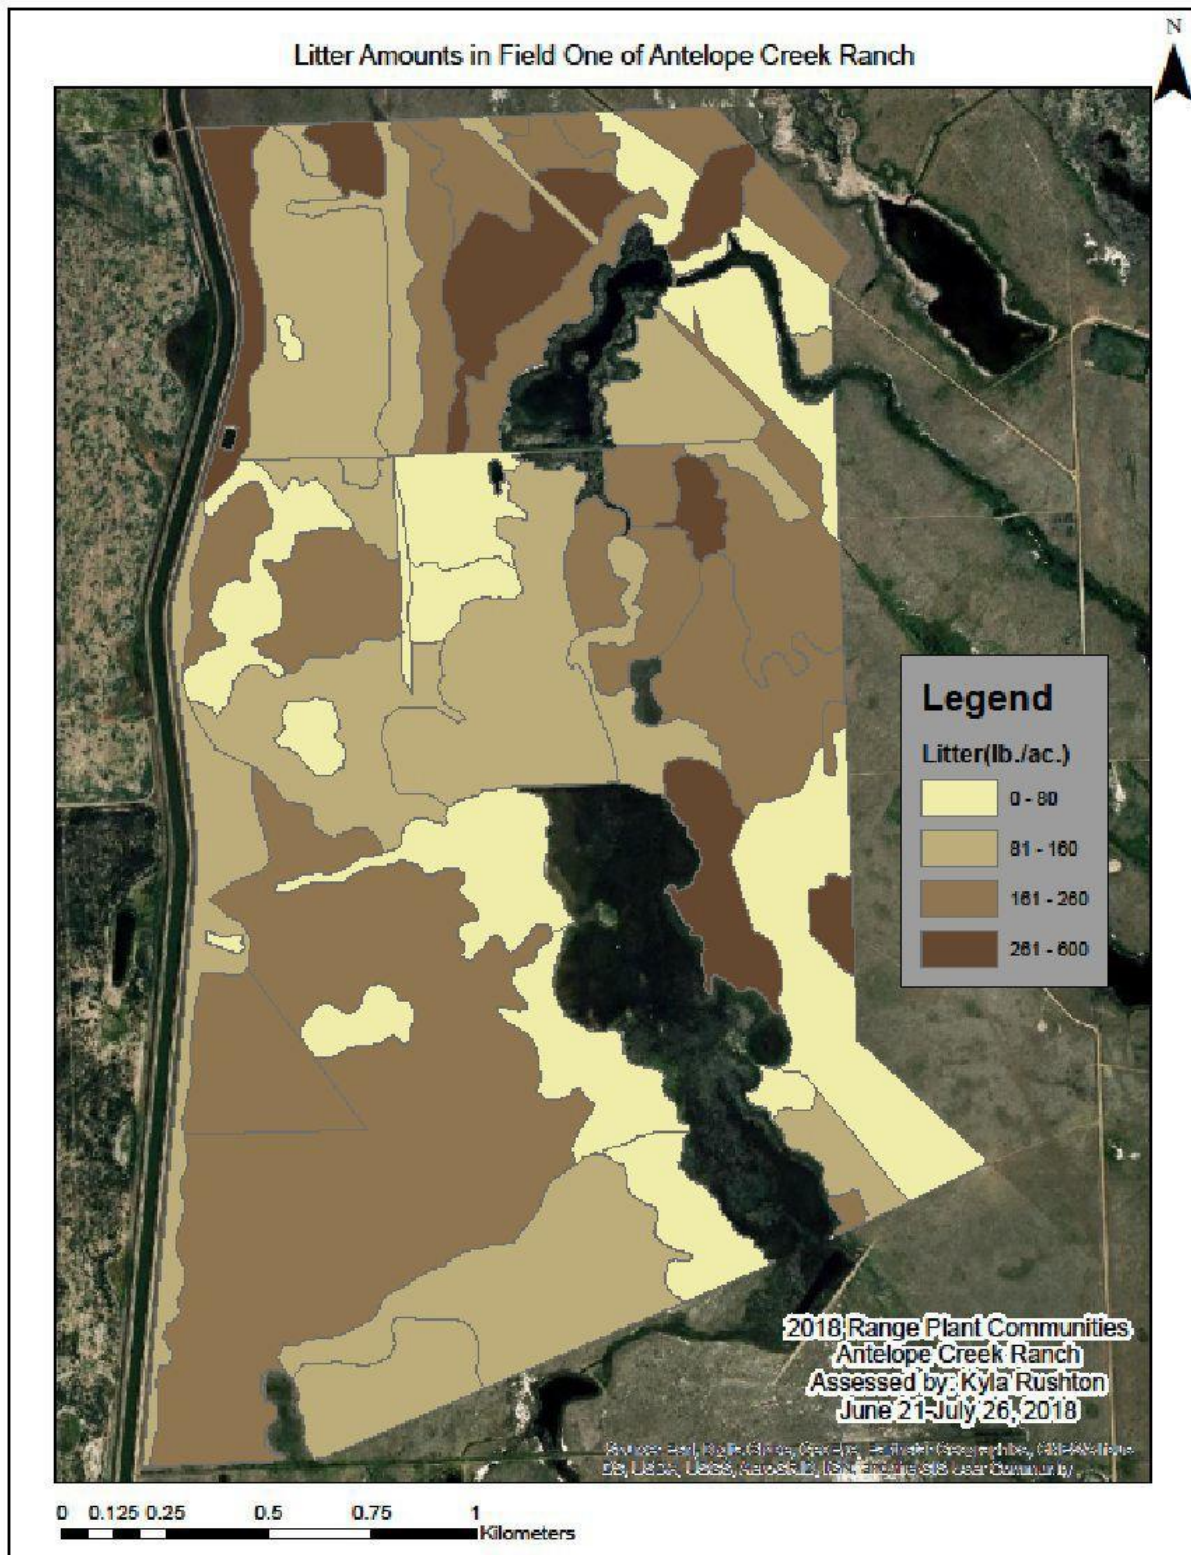 N
Litter Amounts in Field One of Antelope Creek Ranch
Legend
Litter(lb./ac.)
0 - 80
81 - 160
161 - 260
261 - 600
2018 Range Plant Communities
Antelope Creek Ranch
Assessed by: Kyla Rushton
June 21-July 26, 2018
User Community
0 0.125 0.25 0.5 0.75 1
Kilometers